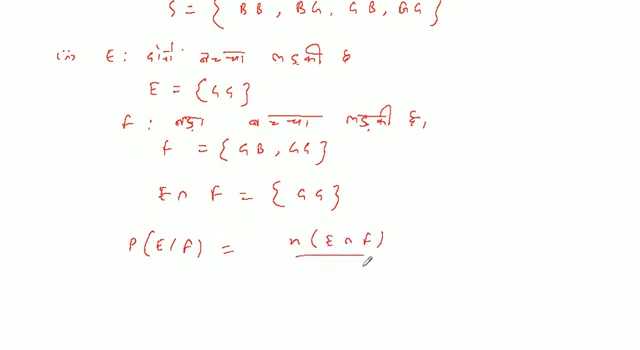 S = { BB, BG, GB, GG }
(ii) E : दोनों बच्चा लड़की है
E = {GG}
F : बड़ा बच्चा लड़की है,
F = {GB, GG}
E ∩ F = {GG}
P(E/F) = n(E ∩ F)